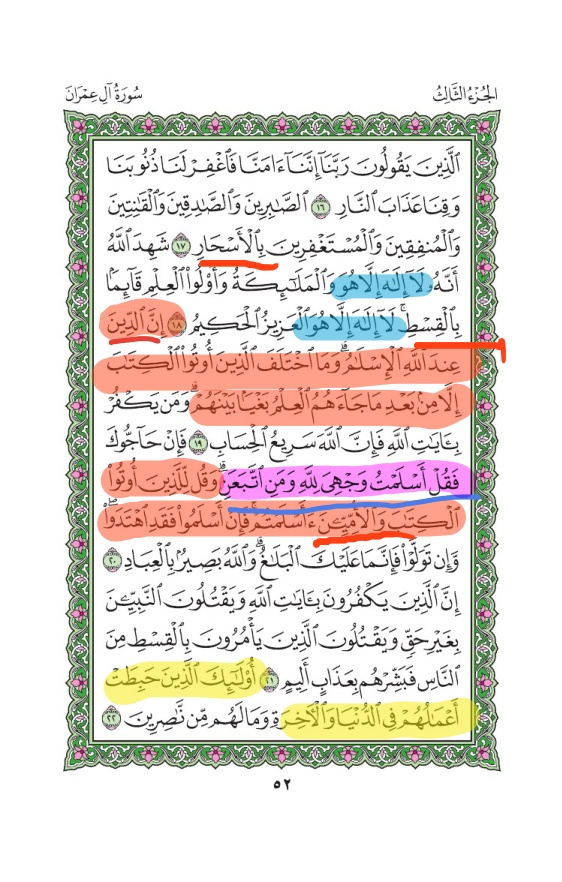 الجُزْءُ الثَّالِثُ
سُورَةُ آلِ عِمْرَانَ
ٱلَّذِينَ يَقُولُونَ رَبَّنَآ إِنَّنَآ ءَامَنَّا فَٱغْفِرْ لَنَا ذُنُوبَنَا
وَقِنَا عَذَابَ ٱلنَّارِ ١٦ ٱلصَّٰبِرِينَ وَٱلصَّٰدِقِينَ وَٱلْقَٰنِتِينَ
وَٱلْمُنفِقِينَ وَٱلْمُسْتَغْفِرِينَ بِٱلْأَسْحَارِ ١٧ شَهِدَ ٱللَّهُ
أَنَّهُۥ لَآ إِلَٰهَ إِلَّا هُوَ وَٱلْمَلَٰٓئِكَةُ وَأُو۟لُوا۟ ٱلْعِلْمِ قَآئِمًۢا
بِٱلْقِسْطِۚ لَآ إِلَٰهَ إِلَّا هُوَ ٱلْعَزِيزُ ٱلْحَكِيمُ ١٨ إِنَّ ٱلدِّينَ
عِندَ ٱللَّهِ ٱلْإِسْلَٰمُۗ وَمَا ٱخْتَلَفَ ٱلَّذِينَ أُوتُوا۟ ٱلْكِتَٰبَ
إِلَّا مِنۢ بَعْدِ مَا جَآءَهُمُ ٱلْعِلْمُ بَغْيًۢا بَيْنَهُمْۗ وَمَن يَكْفُرْ
بِـَٔايَٰتِ ٱللَّهِ فَإِنَّ ٱللَّهَ سَرِيعُ ٱلْحِسَابِ ١٩ فَإِنْ حَآجُّوكَ
فَقُلْ أَسْلَمْتُ وَجْهِىَ لِلَّهِ وَمَنِ ٱتَّبَعَنِۗ وَقُل لِّلَّذِينَ أُوتُوا۟
ٱلْكِتَٰبَ وَٱلْأُمِّيِّـۧنَ ءَأَسْلَمْتُمْۚ فَإِنْ أَسْلَمُوا۟ فَقَدِ ٱهْتَدَوا۟ۖ
وَّإِن تَوَلَّوْا۟ فَإِنَّمَا عَلَيْكَ ٱلْبَلَٰغُۗ وَٱللَّهُ بَصِيرٌۢ بِٱلْعِبَادِ ٢٠
إِنَّ ٱلَّذِينَ يَكْفُرُونَ بِـَٔايَٰتِ ٱللَّهِ وَيَقْتُلُونَ ٱلنَّبِيِّـۧنَ
بِغَيْرِ حَقٍّ وَيَقْتُلُونَ ٱلَّذِينَ يَأْمُرُونَ بِٱلْقِسْطِ مِنَ
ٱلنَّاسِ فَبَشِّرْهُم بِعَذَابٍ أَلِيمٍ ٢١ أُو۟لَٰٓئِكَ ٱلَّذِينَ حَبِطَتْ
أَعْمَٰلُهُمْ فِى ٱلدُّنْيَا وَٱلْءَاخِرَةِ وَمَا لَهُم مِّن نَّٰصِرِينَ ٢٢
٥٢